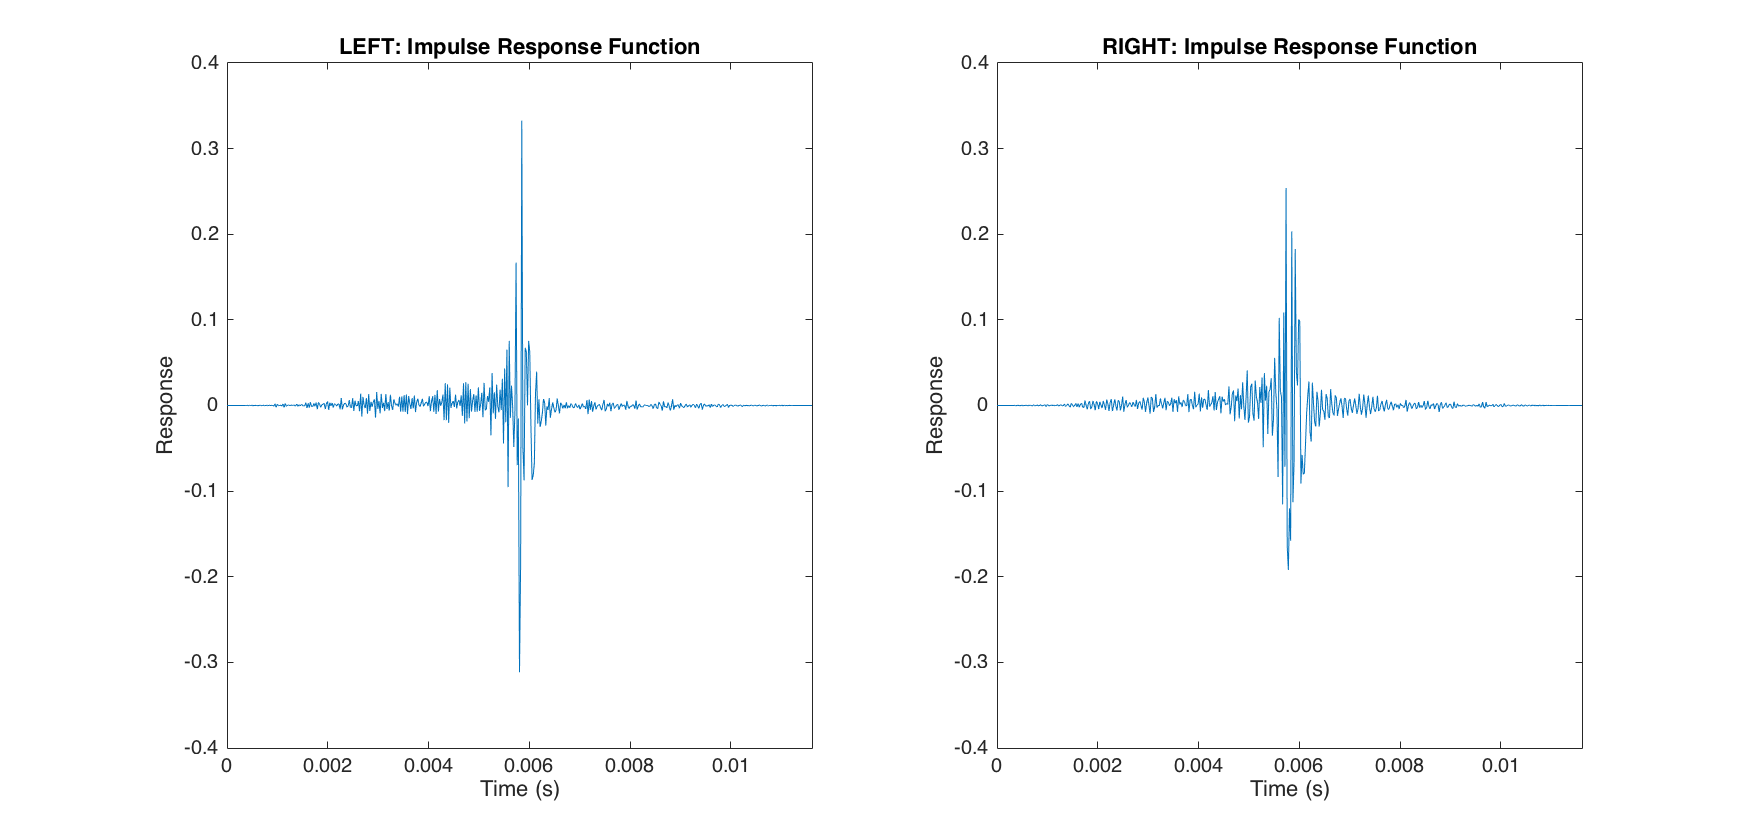 LEFT: Impulse Response Function
0.4
0.3
0.2
0.1
0
-0.1
-0.2
-0.3
-0.4
Response
0 0.002 0.004 0.006 0.008 0.01
Time (s)
RIGHT: Impulse Response Function
0.4
0.3
0.2
0.1
0
-0.1
-0.2
-0.3
-0.4
Response
0 0.002 0.004 0.006 0.008 0.01
Time (s)